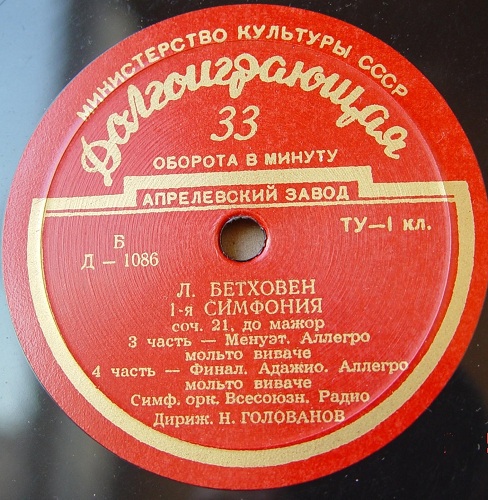 МИНИСТЕРСТВО КУЛЬТУРЫ СССР
Долгоиграющая
33
ОБОРОТА В МИНУТУ
АПРЕЛЕВСКИЙ ЗАВОД
ТУ—1 кл.
Б
Д — 1086
Л. БЕТХОВЕН
1-я СИМФОНИЯ
соч. 21, до мажор
3 часть — Менуэт. Аллегро
мольто виваче
4 часть — Финал. Адажио. Аллегро
мольто виваче
Симф. орк. Всесоюзн. Радио
Дириж. Н. ГОЛОВАНОВ